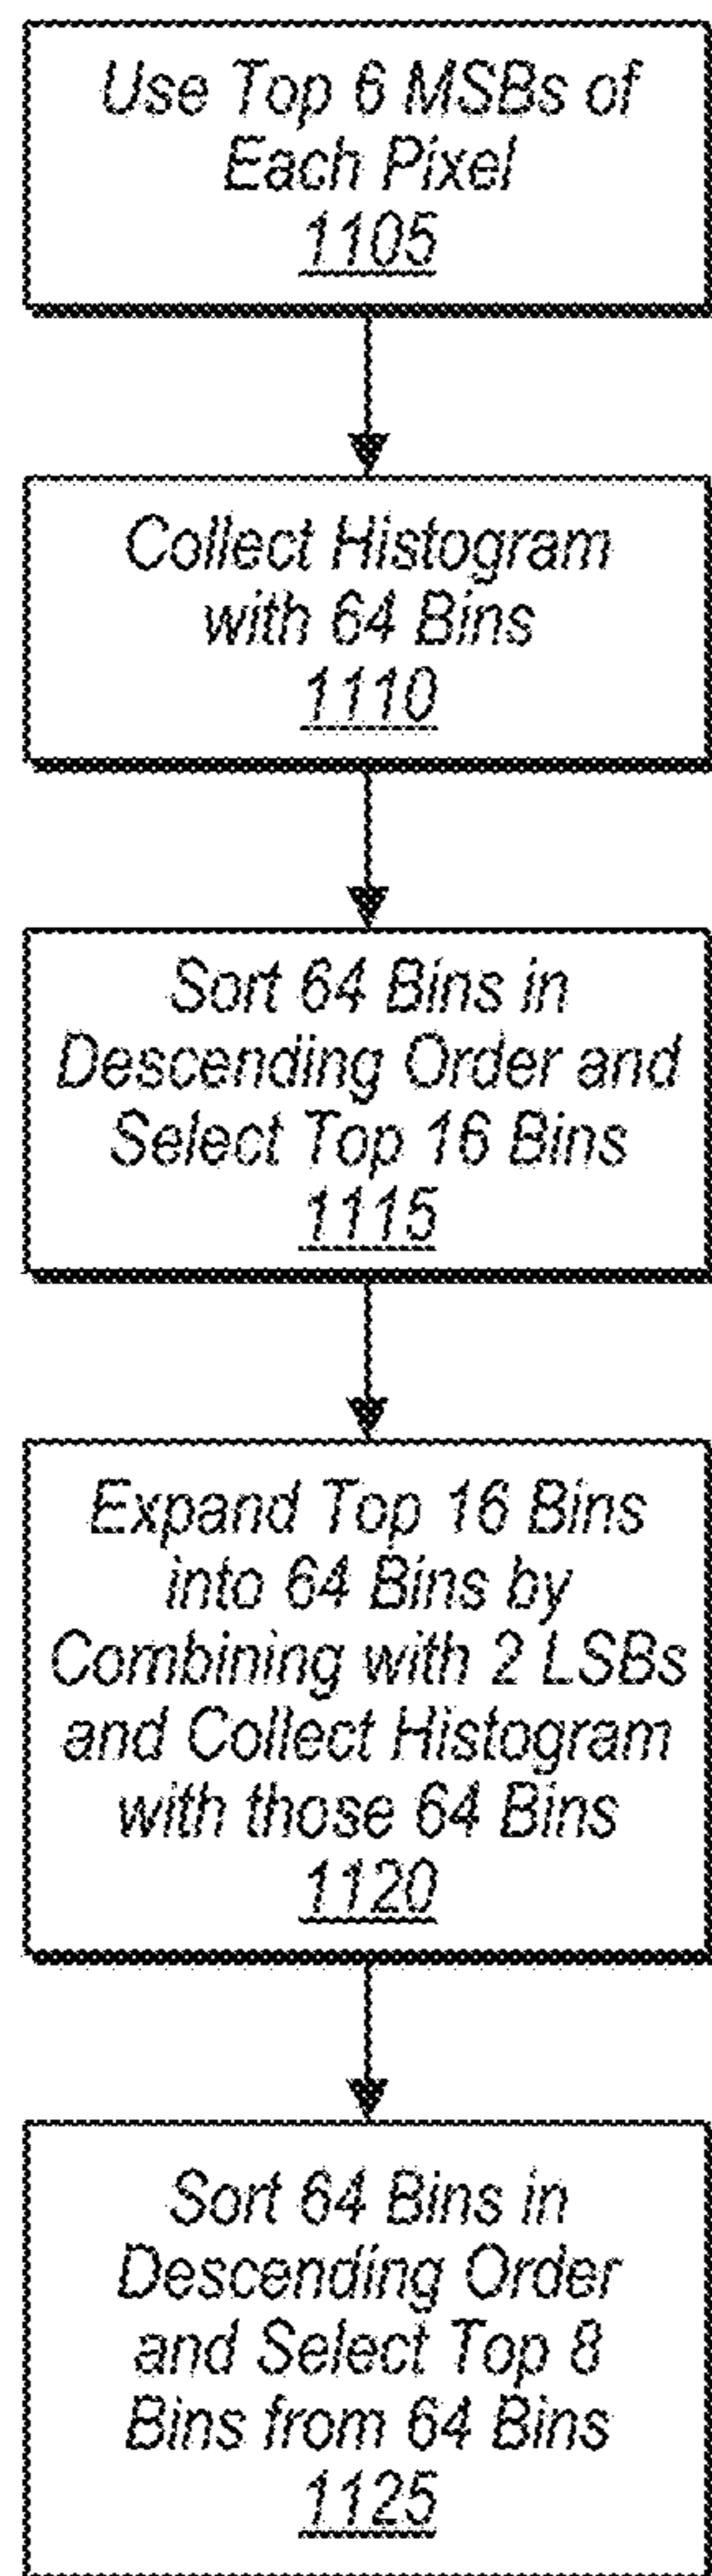 Use Top 6 MSBs of
Each Pixel
1105
Collect Histogram
with 64 Bins
1110
Sort 64 Bins in
Descending Order and
Select Top 16 Bins
1115
Expand Top 16 Bins
into 64 Bins by
Combining with 2 LSBs
and Collect Histogram
with those 64 Bins
1120
Sort 64 Bins in
Descending Order
and Select Top 8
Bins from 64 Bins
1125